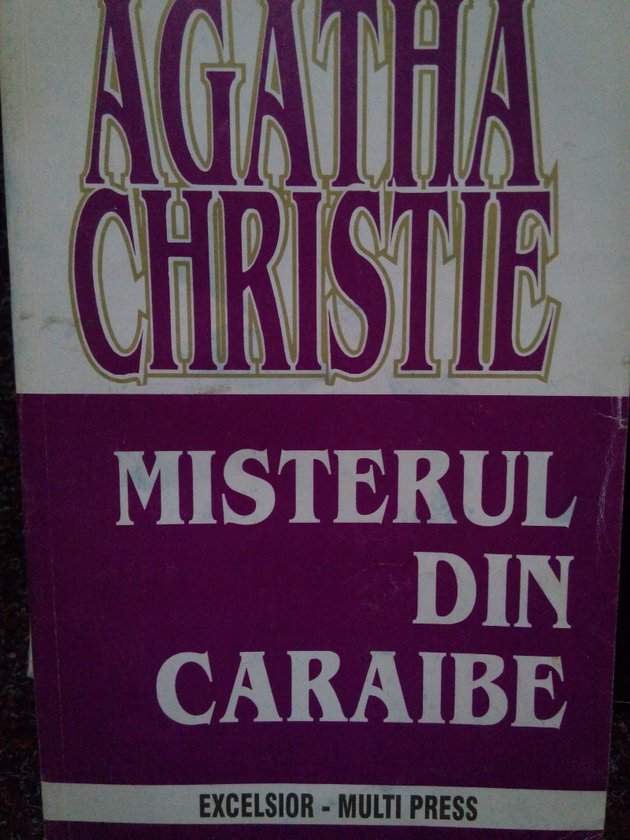 AGATHA
CHRISTIE
MISTERUL
DIN
CARAIBE
EXCELSIOR - MULTI PRESS